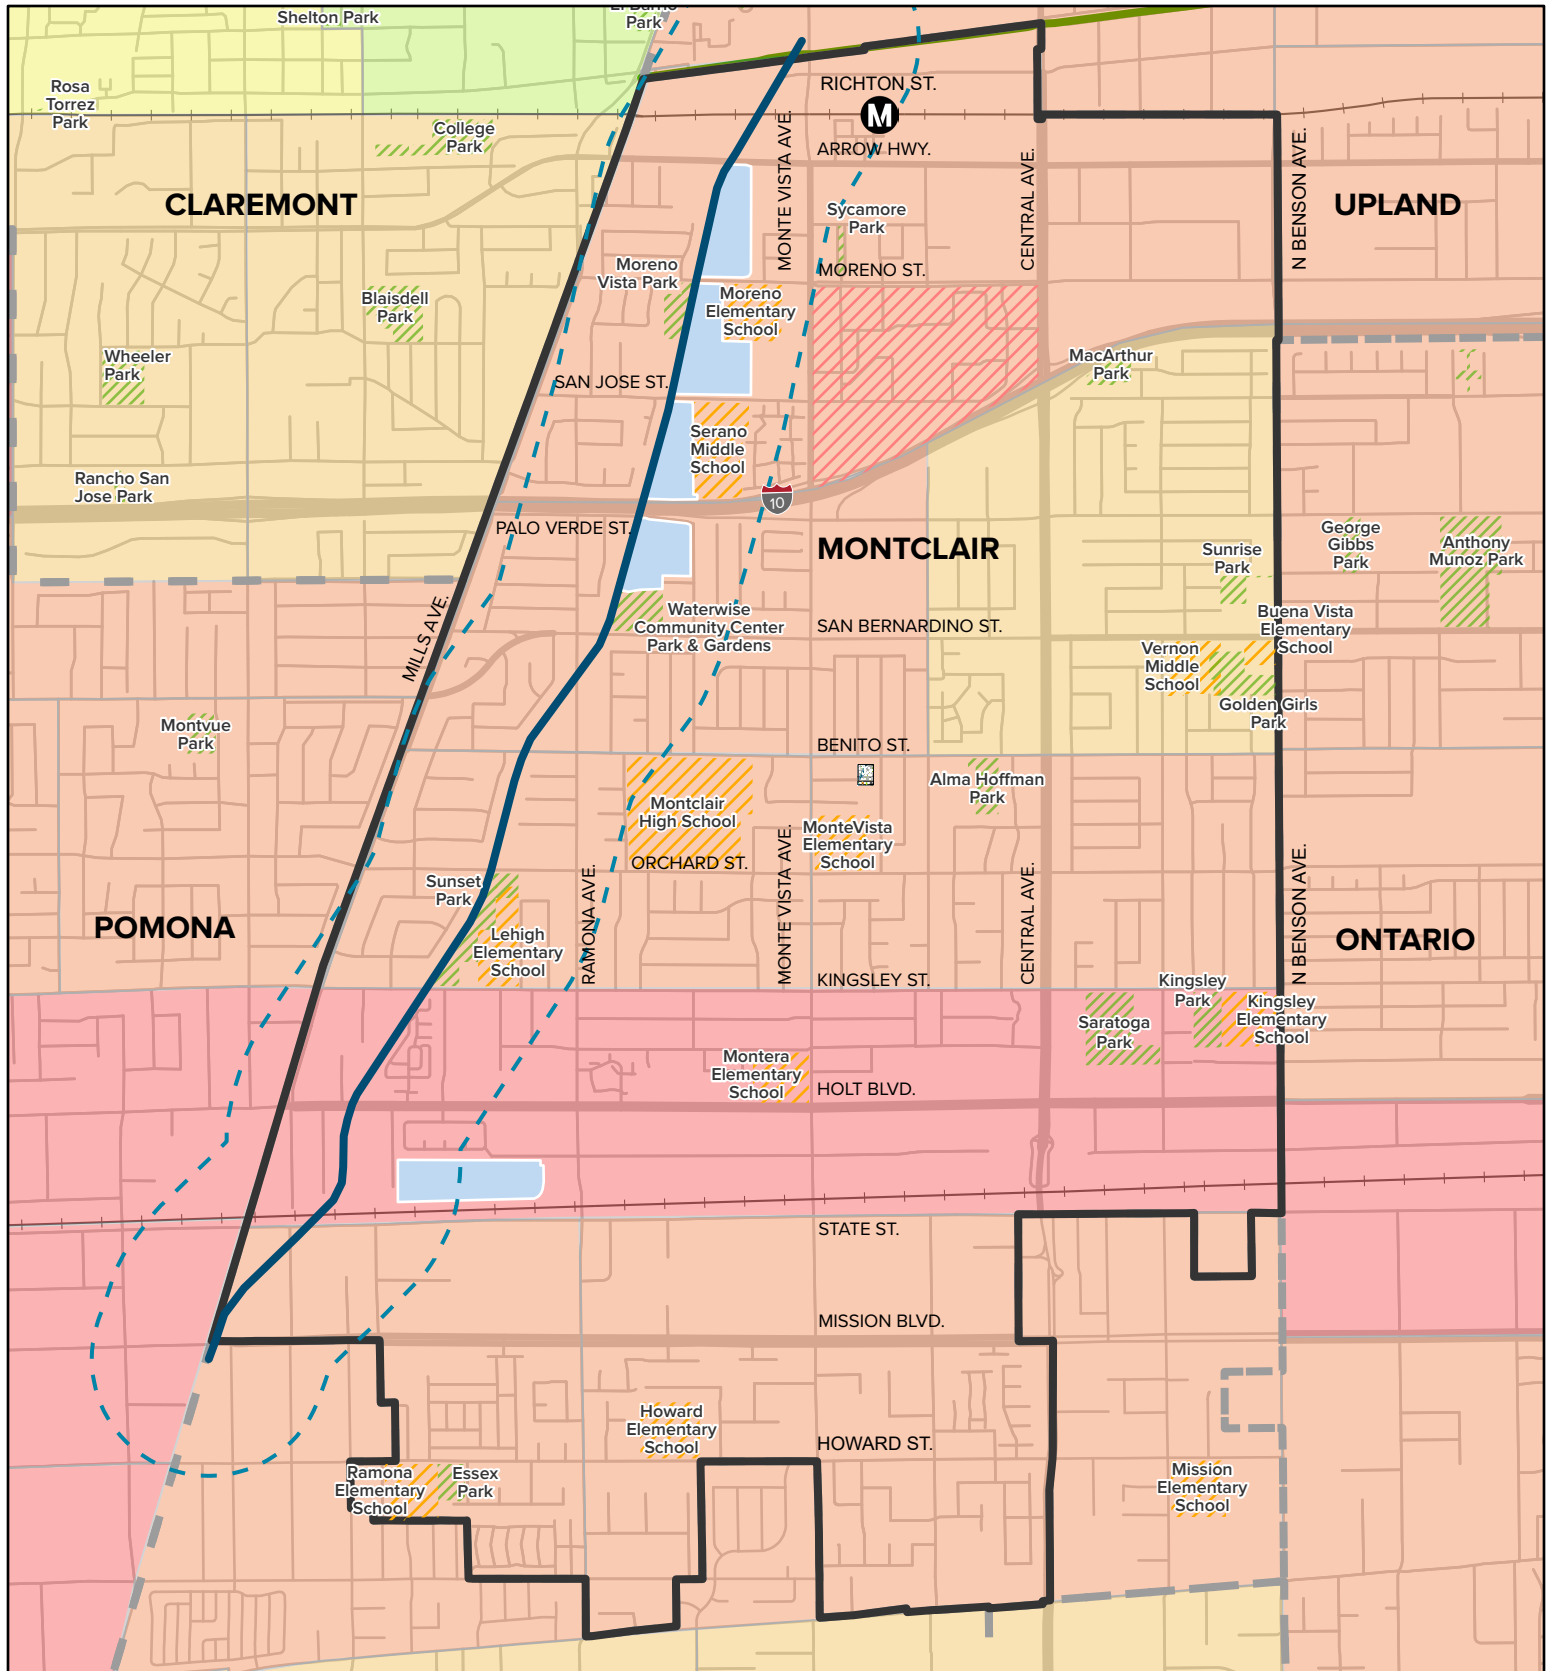 Shelton Park
El Barrio
Park
Rosa
Torrez
Park
RICHTON ST.
M
College
Park
ARROW HWY.
MONTE VISTA AVE.
CENTRAL AVE.
N BENSON AVE.
CLAREMONT
UPLAND
Sycamore
Park
Moreno
Vista Park
MORENO ST.
Blaisdell
Park
Moreno
Elementary
School
Wheeler
Park
MacArthur
Park
SAN JOSE ST.
Serano
Middle
School
Rancho San
Jose Park
10
PALO VERDE ST.
MONTCLAIR
George
Gibbs
Park
Anthony
Munoz Park
Sunrise
Park
MILLS AVE.
Waterwise
Community Center
Park & Gardens
SAN BERNARDINO ST.
Buena Vista
Elementary
School
Vernon
Middle
School
Golden Girls
Park
Montvue
Park
BENITO ST.
Alma Hoffman
Park
Montclair
High School
MonteVista
Elementary
School
ORCHARD ST.
RAMONA AVE.
MONTE VISTA AVE.
CENTRAL AVE.
N BENSON AVE.
Sunset
Park
POMONA
ONTARIO
Lehigh
Elementary
School
KINGSLEY ST.
Kingsley
Park
Kingsley
Elementary
School
Saratoga
Park
Montera
Elementary
School
HOLT BLVD.
STATE ST.
MISSION BLVD.
Howard
Elementary
School
HOWARD ST.
Ramona
Elementary
School
Essex
Park
Mission
Elementary
School